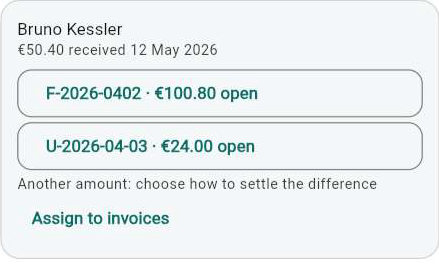 Bruno Kessler
€50.40 received 12 May 2026
F-2026-0402 · €100.80 open
U-2026-04-03 · €24.00 open
Another amount: choose how to settle the difference
Assign to invoices